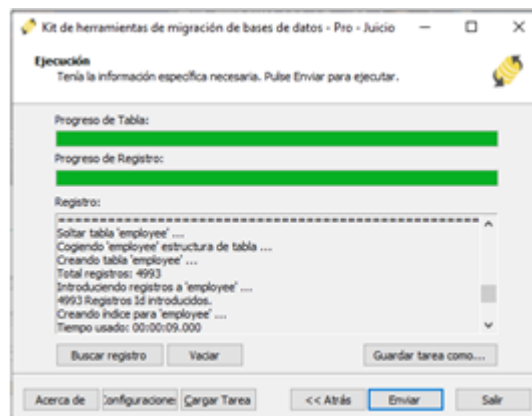 Kit de herramientas de migración de bases de datos - Pro - Juicio
Ejecución
Tenía la información específica necesaria. Pulse Enviar para ejecutar.
Progreso de Tabla:
Progreso de Registro:
Registro:
Soltar tabla 'employee' ...
Cogiendo 'employee' estructura de tabla ...
Creando tabla 'employee' ...
Total registros: 4993
Introduciendo registros a 'employee' ...
4993 Registros Id introducidos.
Creando índice para 'employee' ...
Tiempo usado: 00:00:09.000
Buscar registro Vaciar Guardar tarea como...
Acerca de Configuraciones Cargar Tarea << Atrás Enviar Salir